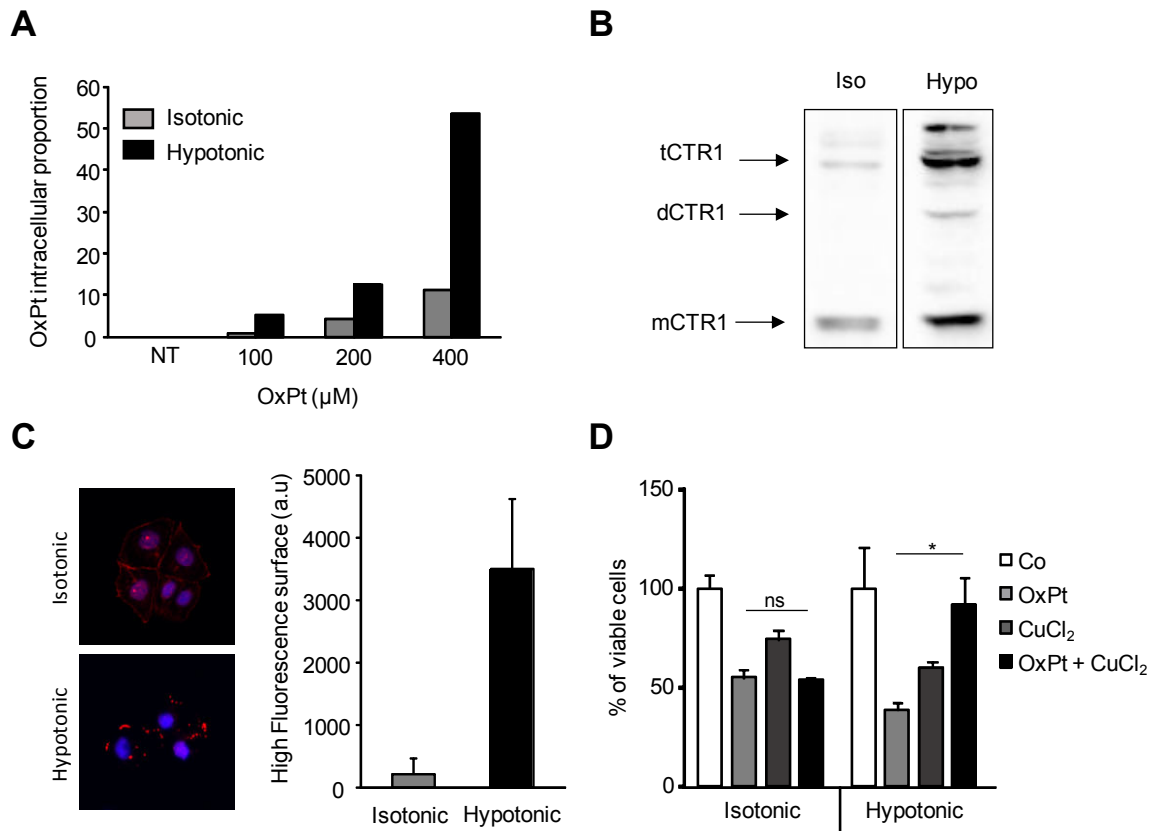 A
OxPt intracellular proportion
60
50
40
30
20
10
0
Isotonic
Hypotonic
NT 100 200 400
OxPt (µM)
B
Iso Hypo
tCTR1
dCTR1
mCTR1
C
Isotonic
Hypotonic
High Fluorescence surface (a.u)
5000
4000
3000
2000
1000
0
Isotonic Hypotonic
D
% of viable cells
150
100
50
0
ns
*
Co
OxPt
CuCl₂
OxPt + CuCl₂
Isotonic Hypotonic